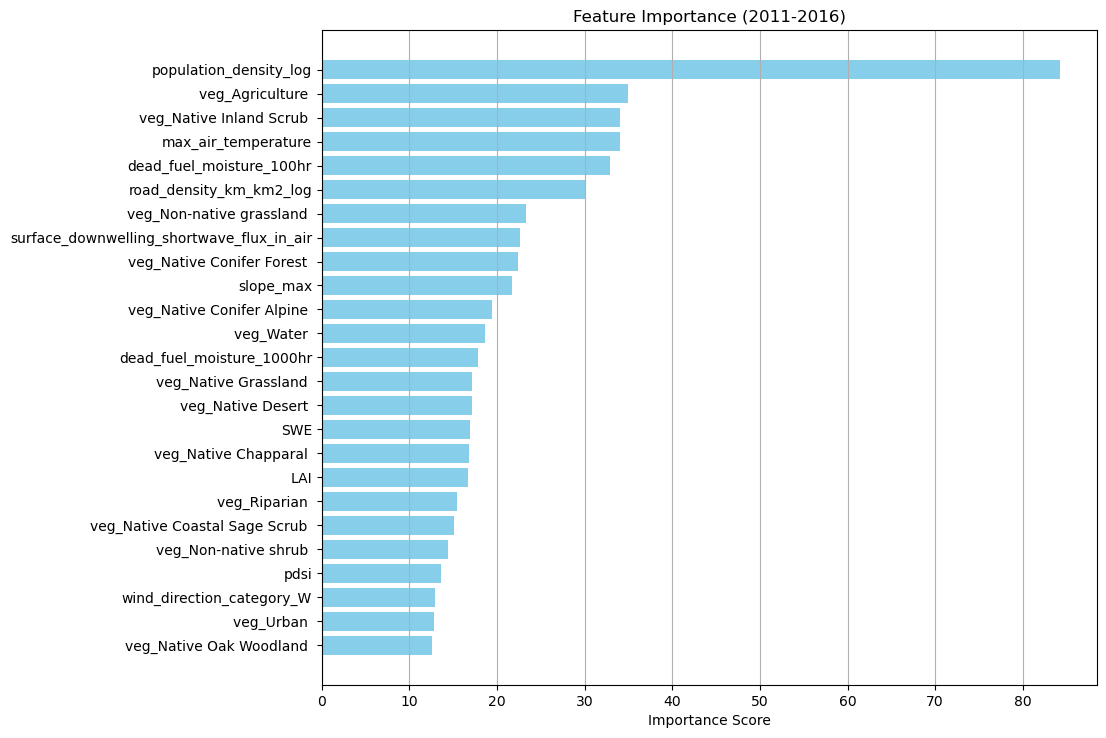 Feature Importance (2011-2016)
population_density_log
veg_Agriculture
veg_Native Inland Scrub
max_air_temperature
dead_fuel_moisture_100hr
road_density_km_km2_log
veg_Non-native grassland
surface_downwelling_shortwave_flux_in_air
veg_Native Conifer Forest
slope_max
veg_Native Conifer Alpine
veg_Water
dead_fuel_moisture_1000hr
veg_Native Grassland
veg_Native Desert
SWE
veg_Native Chapparal
LAI
veg_Riparian
veg_Native Coastal Sage Scrub
veg_Non-native shrub
pdsi
wind_direction_category_W
veg_Urban
veg_Native Oak Woodland
0 10 20 30 40 50 60 70 80
Importance Score